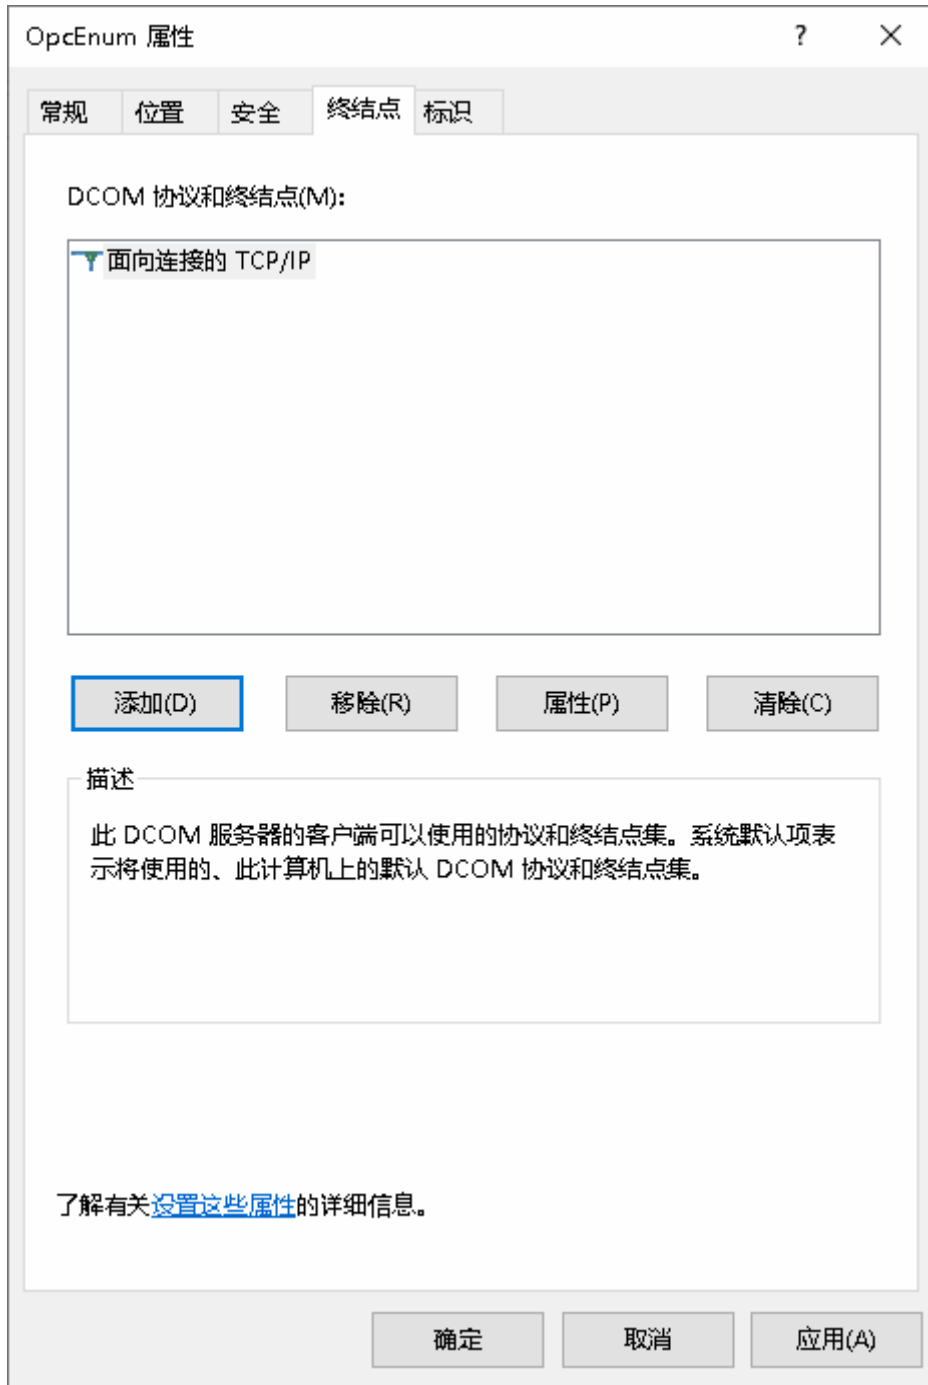 OpcEnum 属性
?
常规 位置 安全 终结点 标识
DCOM 协议和终结点(M):
面向连接的 TCP/IP
添加(D) 移除(R) 属性(P) 清除(C)
描述
此 DCOM 服务器的客户端可以使用的协议和终结点集。系统默认项表
示将使用的、此计算机上的默认 DCOM 协议和终结点集。
了解有关设置这些属性的详细信息。
确定 取消 应用(A)